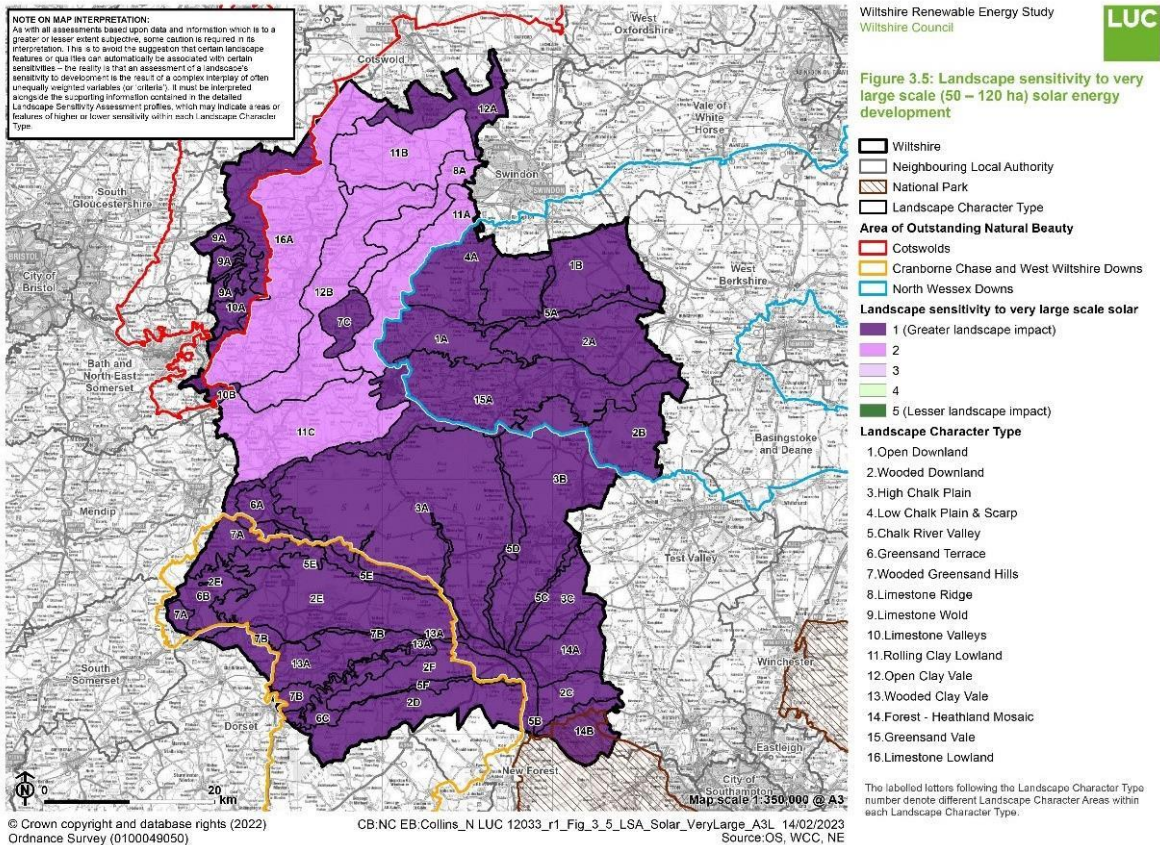 NOTE ON MAP INTERPRETATION:
As with all assessments based upon data and information which is to a
greater or lesser extent subjective, some caution is required in its
interpretation. This is to avoid the suggestion that certain landscape
features or qualities can automatically be associated with certain
sensitivities – the reality is that an assessment of a landscape's
sensitivity to development is the result of a complex interplay of often
unequally weighted variables (or 'criteria'). It must be interpreted
alongside the supporting information contained in the detailed
Landscape Sensitivity Assessment profiles, which may indicate areas or
features of higher or lower sensitivity within each Landscape Character
Type.
Wiltshire Renewable Energy Study
Wiltshire Council
LUC
Figure 3.5: Landscape sensitivity to very
large scale (50 – 120 ha) solar energy
development
Wiltshire
Neighbouring Local Authority
National Park
Landscape Character Type
Area of Outstanding Natural Beauty
Cotswolds
Cranborne Chase and West Wiltshire Downs
North Wessex Downs
Landscape sensitivity to very large scale solar
1 (Greater landscape impact)
2
3
4
5 (Lesser landscape impact)
Landscape Character Type
1.Open Downland
2.Wooded Downland
3.High Chalk Plain
4.Low Chalk Plain & Scarp
5.Chalk River Valley
6.Greensand Terrace
7.Wooded Greensand Hills
8.Limestone Ridge
9.Limestone Wold
10.Limestone Valleys
11.Rolling Clay Lowland
12.Open Clay Vale
13.Wooded Clay Vale
14.Forest - Heathland Mosaic
15.Greensand Vale
16.Limestone Lowland
The labelled letters following the Landscape Character Type
number denote different Landscape Character Areas within
each Landscape Character Type.
West
Oxfordshire
Cotswold
Vale of
White
Horse
12A
11B
8A
Swindon
SWINDON
South
Gloucestershire
11A
9A
16A
4A
1B
West
Berkshire
BRISTOL
City of
Bristol
9A
9A
10A
12B
7C
5A
1A
2A
Bath and
North East
Somerset
10B
15A
11C
2B
Basingstoke
and Deane
Mendip
3B
6A
3A
7A
5D
Test Valley
5E
5E
2E
6B
2E
5C
3C
7A
7B
7B
13A
13A
14A
Winchester
13A
2F
South
Somerset
7B
5F
2C
2D
Dorset
6C
5B
14B
Eastleigh
New Forest
City of
Southampton
N
0
20
km
Map scale 1:350,000 @ A3
© Crown copyright and database rights (2022)
Ordnance Survey (0100049050)
CB:NC EB:Collins_N LUC 12033_r1_Fig_3_5_LSA_Solar_VeryLarge_A3L 14/02/2023
Source:OS, WCC, NE